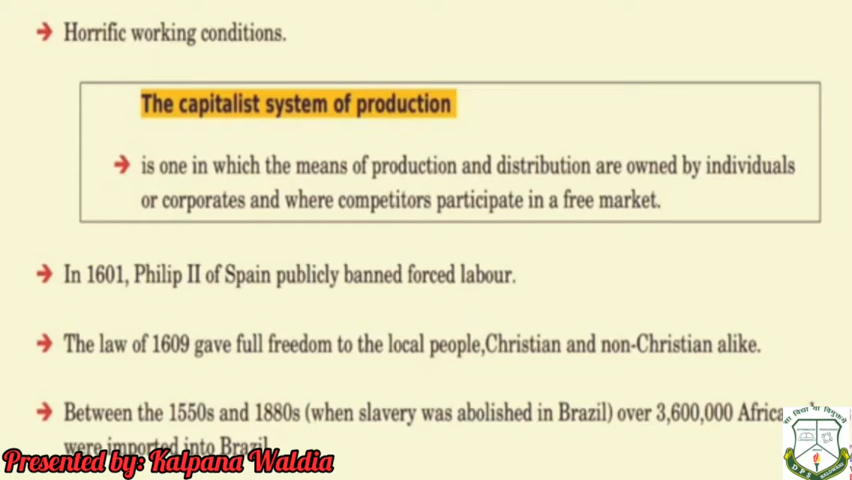 → Horrific working conditions.
The capitalist system of production
→ is one in which the means of production and distribution are owned by individuals
or corporates and where competitors participate in a free market.
→ In 1601, Philip II of Spain publicly banned forced labour.
→ The law of 1609 gave full freedom to the local people,Christian and non-Christian alike.
→ Between the 1550s and 1880s (when slavery was abolished in Brazil) over 3,600,000
were imported into Brazil
Presented by: Kalpana Waldia
D P S